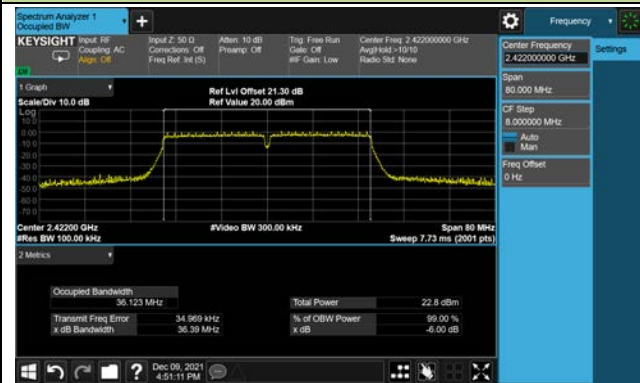 Spectrum Analyzer 1
Occupied BW
+
Frequency
KEYSIGHT
Input: RF
Coupling: AC
Align: Off
Input Z: 50 Ω
Corrections: Off
Freq Ref: Int (S)
Atten: 10 dB
Preamp: Off
Trig: Free Run
Gate: Off
#IF Gain: Low
Center Freq: 2.422000000 GHz
Avg|Hold:>10/10
Radio Std: None
Center Frequency
2.422000000 GHz
Settings
Span
80.000 MHz
CF Step
8.000000 MHz
Auto
Man
Freq Offset
0 Hz
1 Graph
Scale/Div 10.0 dB
Ref Lvl Offset 21.30 dB
Ref Value 20.00 dBm
Log
10.0
0.00
-10.0
-20.0
-30.0
-40.0
-50.0
-60.0
-70.0
Center 2.42200 GHz
#Res BW 100.00 kHz
#Video BW 300.00 kHz
Span 80 MHz
Sweep 7.73 ms (2001 pts)
2 Metrics
Occupied Bandwidth
36.123 MHz
Total Power 22.8 dBm
Transmit Freq Error 34.969 kHz
% of OBW Power 99.00 %
x dB Bandwidth 36.39 MHz
x dB -6.00 dB
?
Dec 09, 2021
4:51:11 PM